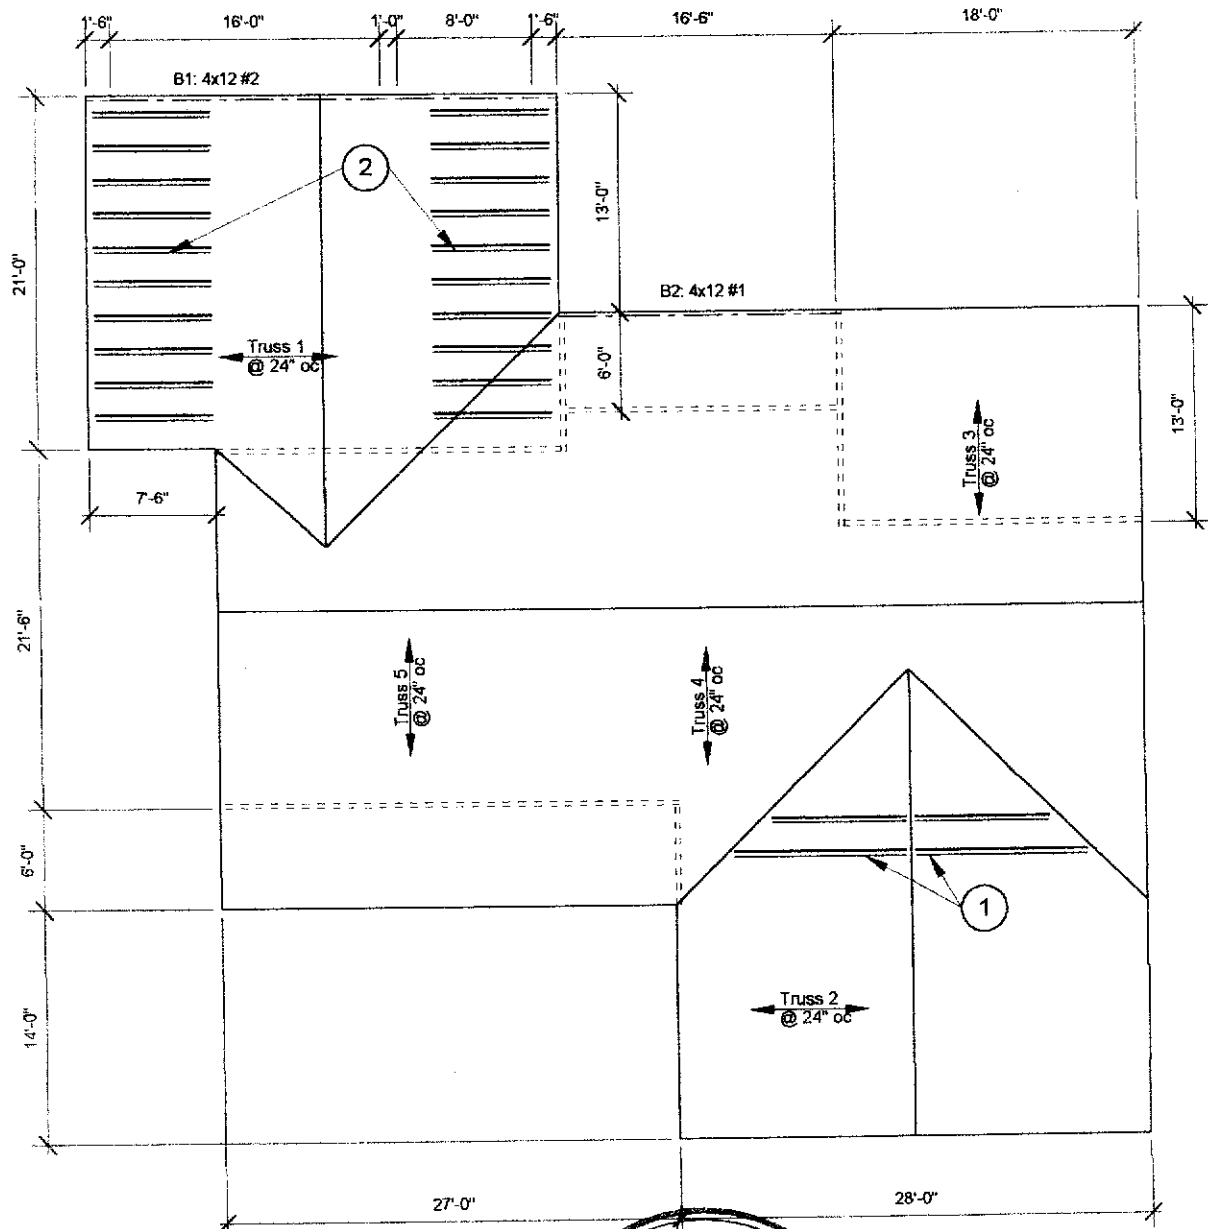 1'-6"
16'-0"
1'-0"
8'-0"
1'-6"
16'-6"
18'-0"
B1: 4x12 #2
2
21'-0"
13'-0"
B2: 4x12 #1
Truss 1
@ 24" oc
6'-0"
Truss 3
@ 24" oc
13'-0"
7'-6"
21'-6"
Truss 5
@ 24" oc
Truss 4
@ 24" oc
6'-0"
1
Truss 2
@ 24" oc
14'-0"
27'-0"
28'-0"